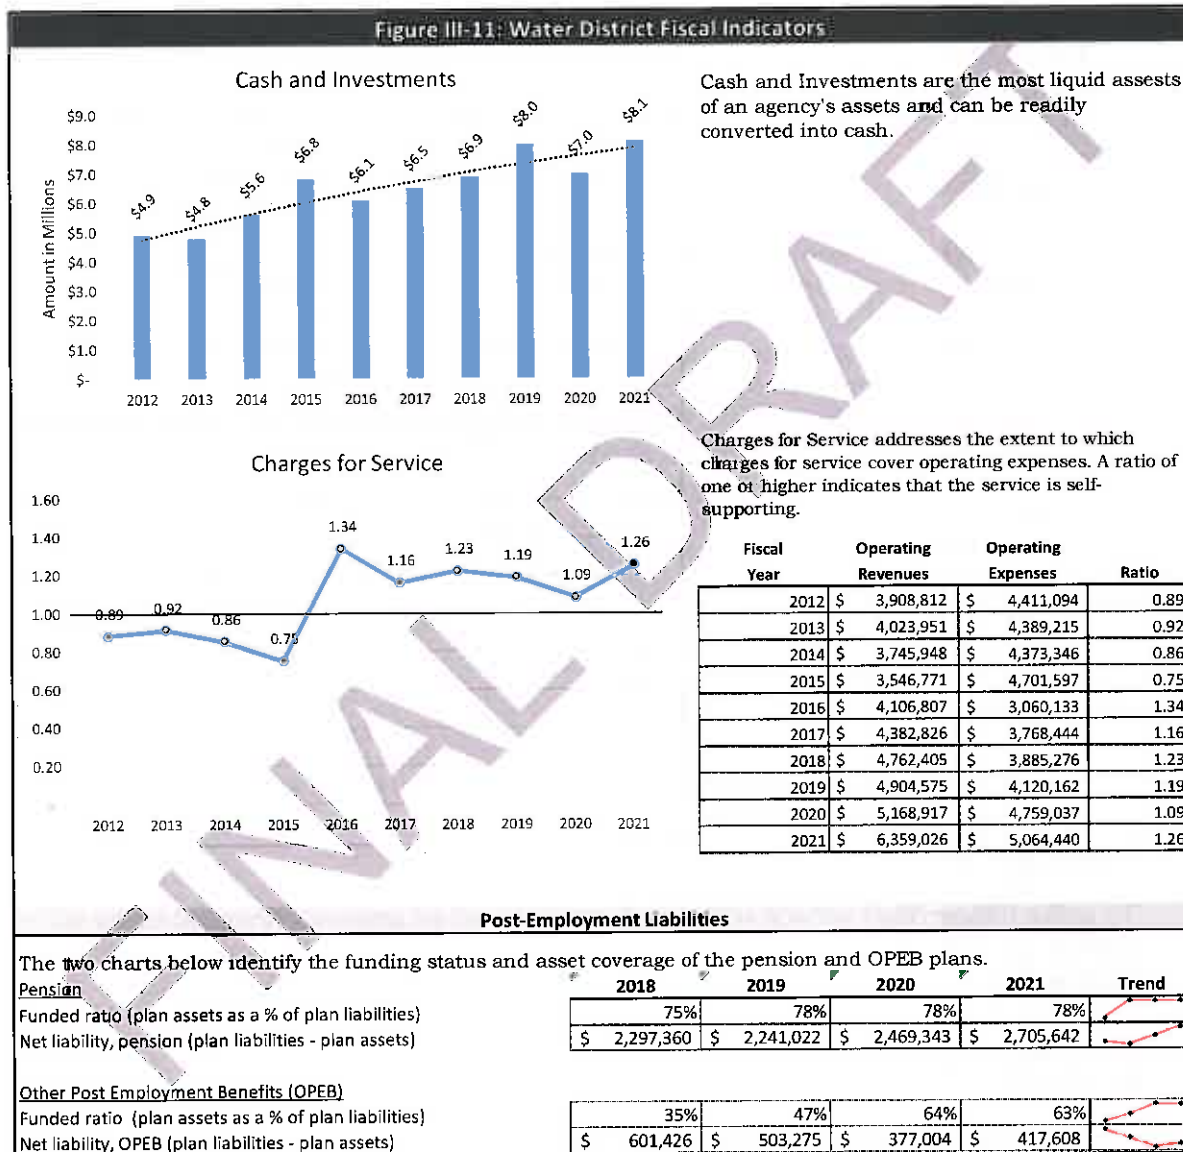 Figure III-11: Water District Fiscal Indicators
Cash and Investments
Amount in Millions
$9.0
$8.0
$7.0
$6.0
$5.0
$4.0
$3.0
$2.0
$1.0
$-
$4.9 $4.8 $5.6 $6.8 $6.1 $6.5 $6.9 $8.0 $7.0 $8.1
2012 2013 2014 2015 2016 2017 2018 2019 2020 2021
Cash and Investments are the most liquid assests
of an agency's assets and can be readily
converted into cash.
Charges for Service
1.60
1.40
1.20
1.00
0.80
0.60
0.40
0.20
0.89 0.92 0.86 0.75 1.34 1.16 1.23 1.19 1.09 1.26
2012 2013 2014 2015 2016 2017 2018 2019 2020 2021
Charges for Service addresses the extent to which
charges for service cover operating expenses. A ratio of
one or higher indicates that the service is self-
supporting.
Fiscal Operating Operating
Year Revenues Expenses Ratio
2012 $ 3,908,812 $ 4,411,094 0.89
2013 $ 4,023,951 $ 4,389,215 0.92
2014 $ 3,745,948 $ 4,373,346 0.86
2015 $ 3,546,771 $ 4,701,597 0.75
2016 $ 4,106,807 $ 3,060,133 1.34
2017 $ 4,382,826 $ 3,768,444 1.16
2018 $ 4,762,405 $ 3,885,276 1.23
2019 $ 4,904,575 $ 4,120,162 1.19
2020 $ 5,168,917 $ 4,759,037 1.09
2021 $ 6,359,026 $ 5,064,440 1.26
Post-Employment Liabilities
The two charts below identify the funding status and asset coverage of the pension and OPEB plans.
Pension 2018 2019 2020 2021 Trend
Funded ratio (plan assets as a % of plan liabilities) 75% 78% 78% 78%
Net liability, pension (plan liabilities - plan assets) $ 2,297,360 $ 2,241,022 $ 2,469,343 $ 2,705,642
Other Post Employment Benefits (OPEB)
Funded ratio (plan assets as a % of plan liabilities) 35% 47% 64% 63%
Net liability, OPEB (plan liabilities - plan assets) $ 601,426 $ 503,275 $ 377,004 $ 417,608
FINAL DRAFT